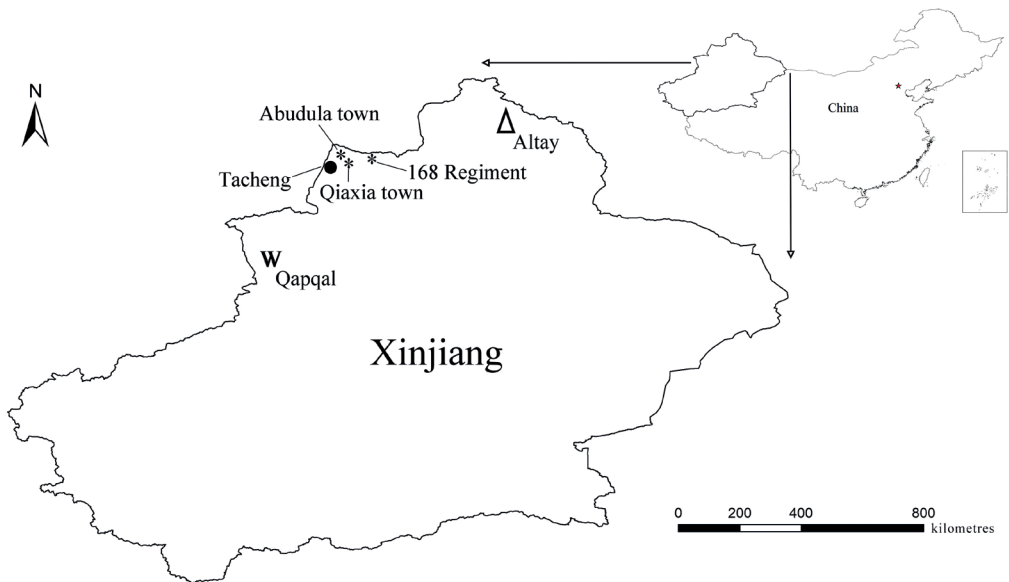 N
China
Abudula town
Altay
Tacheng
168 Regiment
Qiaxia town
W
Qapqal
Xinjiang
0 200 400 800
kilometres